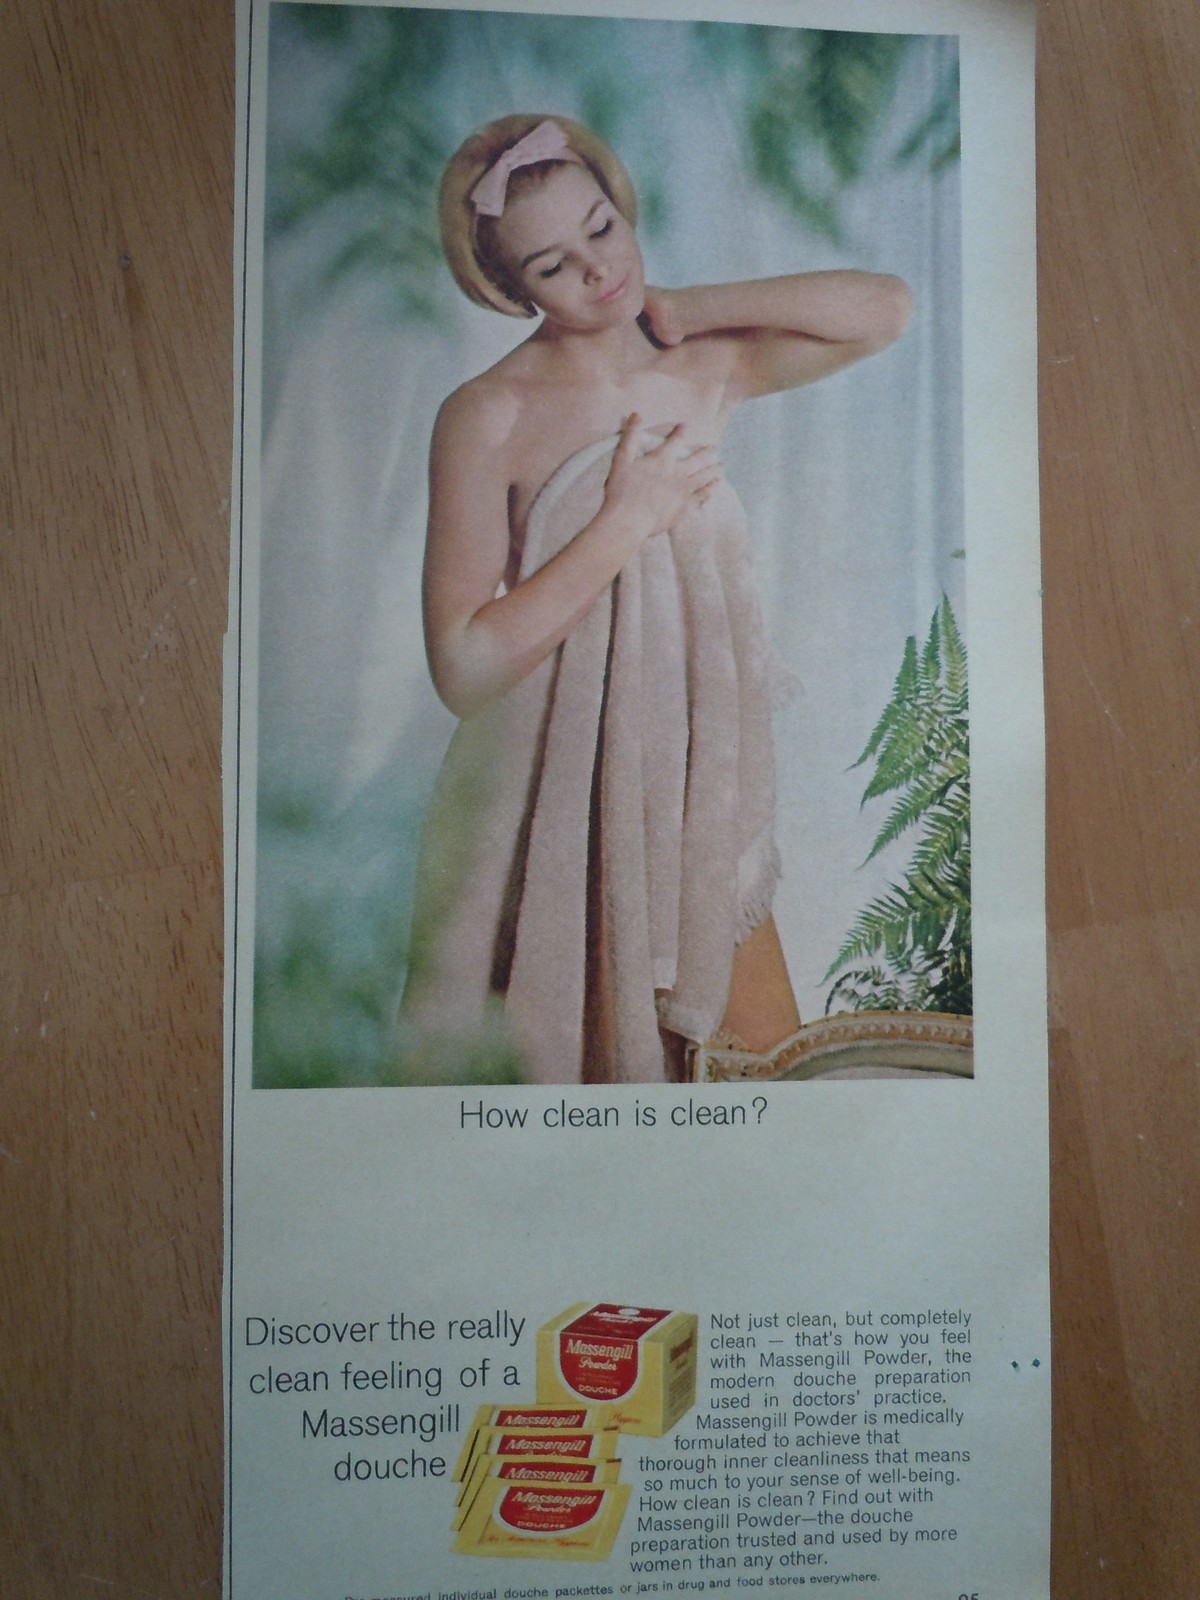 How clean is clean?
Discover the really
clean feeling of a
Massengill
douche
Massengill
Powder
DOUCHE
Massengill
Massengill
Massengill
Massengill
Powder
DOUCHE
Not just clean, but completely
clean — that's how you feel
with Massengill Powder, the
modern douche preparation
used in doctors' practice.
Massengill Powder is medically
formulated to achieve that
thorough inner cleanliness that means
so much to your sense of well-being.
How clean is clean? Find out with
Massengill Powder—the douche
preparation trusted and used by more
women than any other.
individual douche packettes or jars in drug and food stores everywhere.